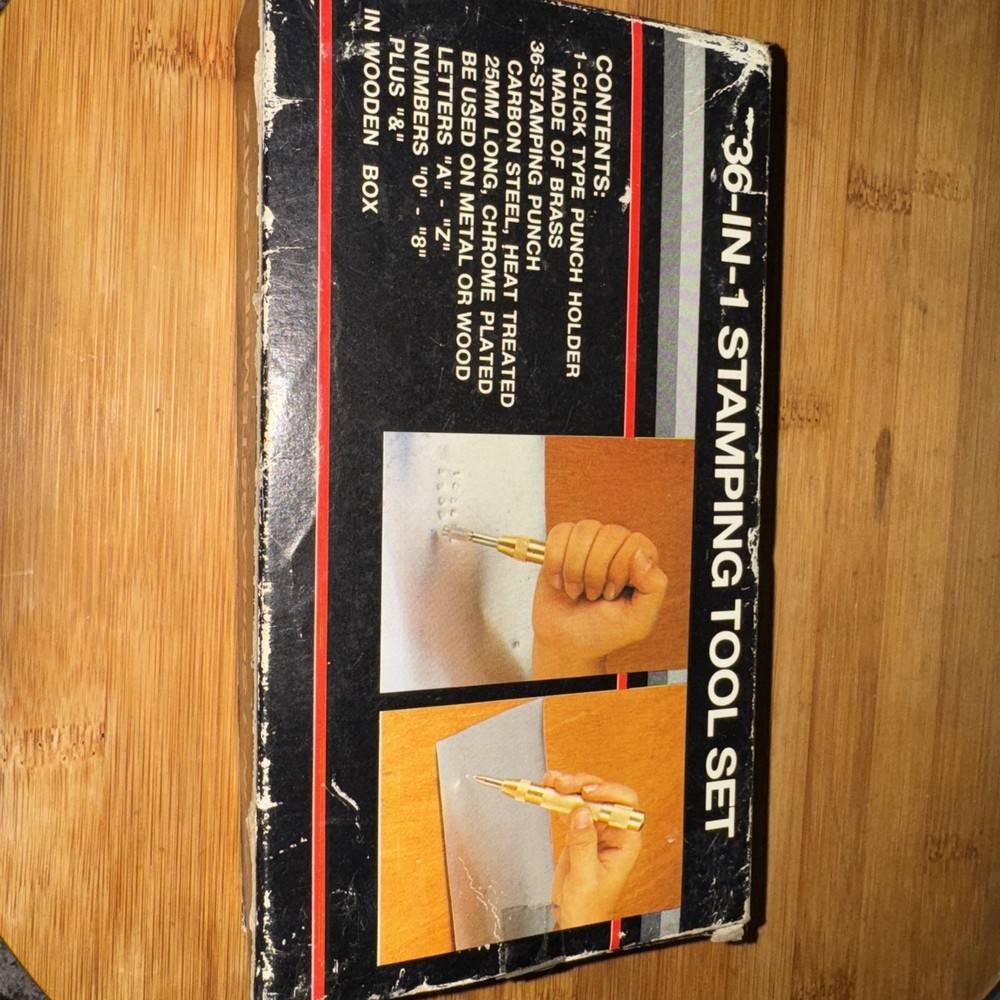 36-IN-1 STAMPING TOOL SET
CONTENTS:
1-CLICK TYPE PUNCH HOLDER
MADE OF BRASS
36-STAMPING PUNCH
CARBON STEEL, HEAT TREATED
25MM LONG, CHROME PLATED
BE USED ON METAL OR WOOD
LETTERS "A" - "Z"
NUMBERS "0" - "8"
PLUS "&"
IN WOODEN BOX